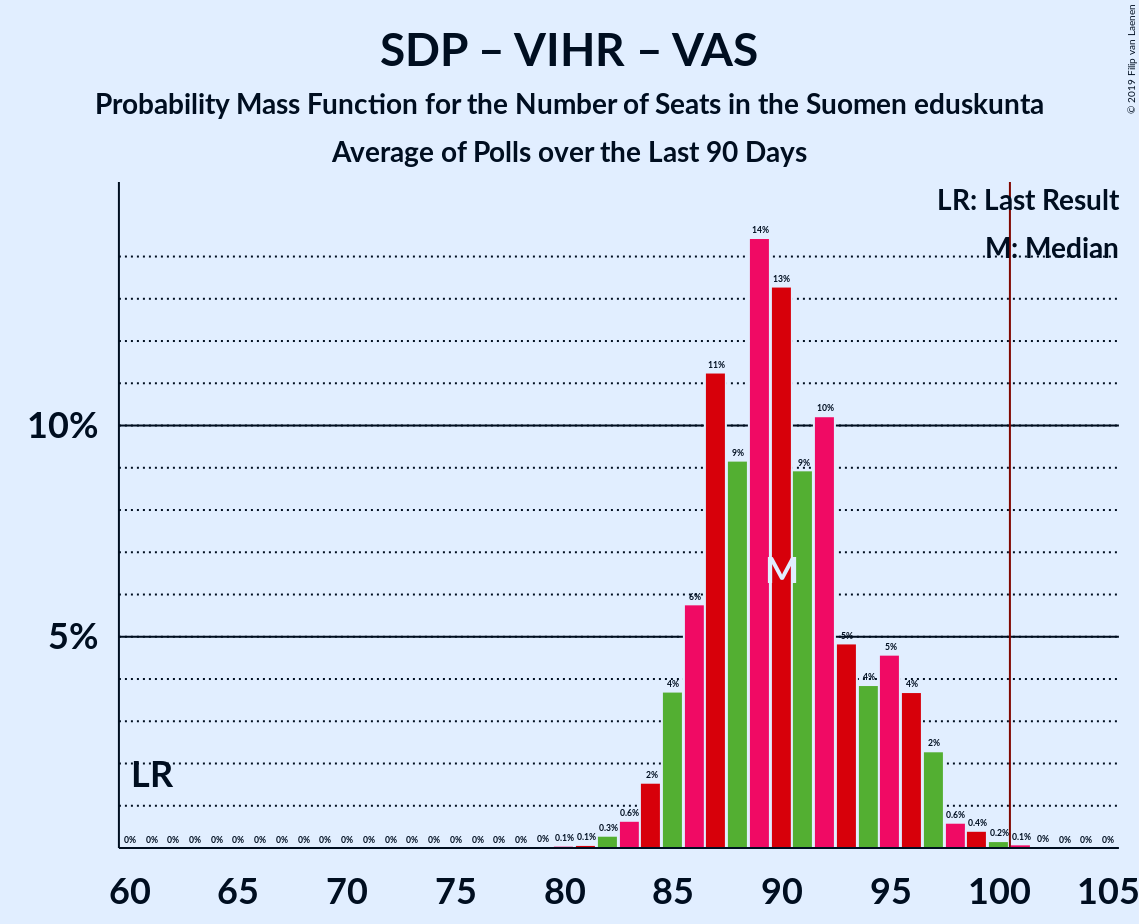 SDP – VIHR – VAS
Probability Mass Function for the Number of Seats in the Suomen eduskunta
Average of Polls over the Last 90 Days
© 2019 Filip van Laenen
LR: Last Result
M: Median
14%
13%
11%
10%
10%
9%
9%
M
6%
5%
5%
5%
4%
4%
4%
2%
2%
LR
0% 0% 0% 0% 0% 0% 0% 0% 0% 0% 0% 0% 0% 0% 0% 0% 0% 0% 0% 0% 0.1% 0.1% 0.3% 0.6% 0.6% 0.4% 0.2% 0.1% 0% 0% 0% 0%
60 65 70 75 80 85 90 95 100 105